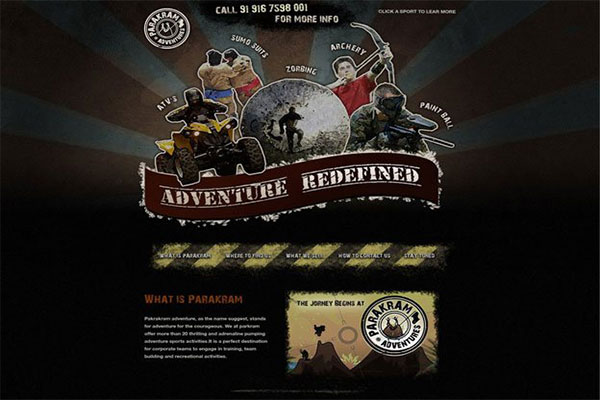 CALL 91 916 7598 001
FOR MORE INFO
CLICK A SPORT TO LEAR MORE
PARAKRAM
ADVENTURES
SUMO SUITS
ZORBING
ARCHERY
ATV'S
PAINT BALL
ADVENTURE REDEFINED
WHAT IS PARAKRAM
WHERE TO FIND US
WHAT WE SELL
HOW TO CONTACT US
STAY TUNED
WHAT IS PARAKRAM
Pakrakram adventure, as the name suggest, stands
for adventure for the courageous. We all parkram
offer more than 20 thrilling and adrenaline pumping
adventure sports activities.It is a perfect destination
for corporate teams to engage in training, team
building and recreational activities.
THE JORNEY BEGINS AT
PARAKRAM
ADVENTURES